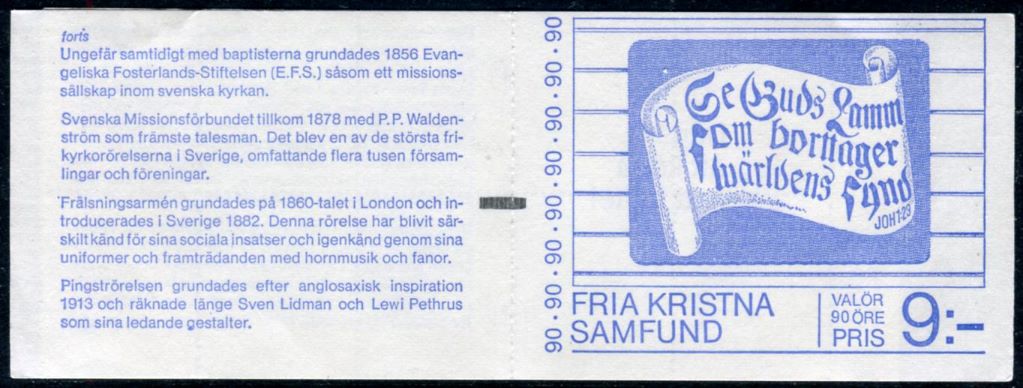 forts
Ungefär samtidigt med baptisterna grundades 1856 Evan-
geliska Fosterlands-Stiftelsen (E.F.S.) såsom ett missions-
sällskap inom svenska kyrkan.
Svenska Missionsförbundet tillkom 1878 med P.P. Walden-
ström som främste talesman. Det blev en av de största fri-
kyrkorörelserna i Sverige, omfattande flera tusen försam-
lingar och föreningar.
Frälsningsarmén grundades på 1860-talet i London och in-
troducerades i Sverige 1882. Denna rörelse har blivit sär-
skilt känd för sina sociala insatser och igenkänd genom sina
uniformer och framträdanden med hornmusik och fanor.
Pingströrelsen grundades efter anglosaxisk inspiration
1913 och räknade länge Sven Lidman och Lewi Pethrus
som sina ledande gestalter.
90·90·90·90·90·90·90·90
Se Guds Lamm
som borttager
världens synd
JOH 1:29
FRIA KRISTNA
SAMFUND
VALÖR
90 ÖRE
PRIS
9:-